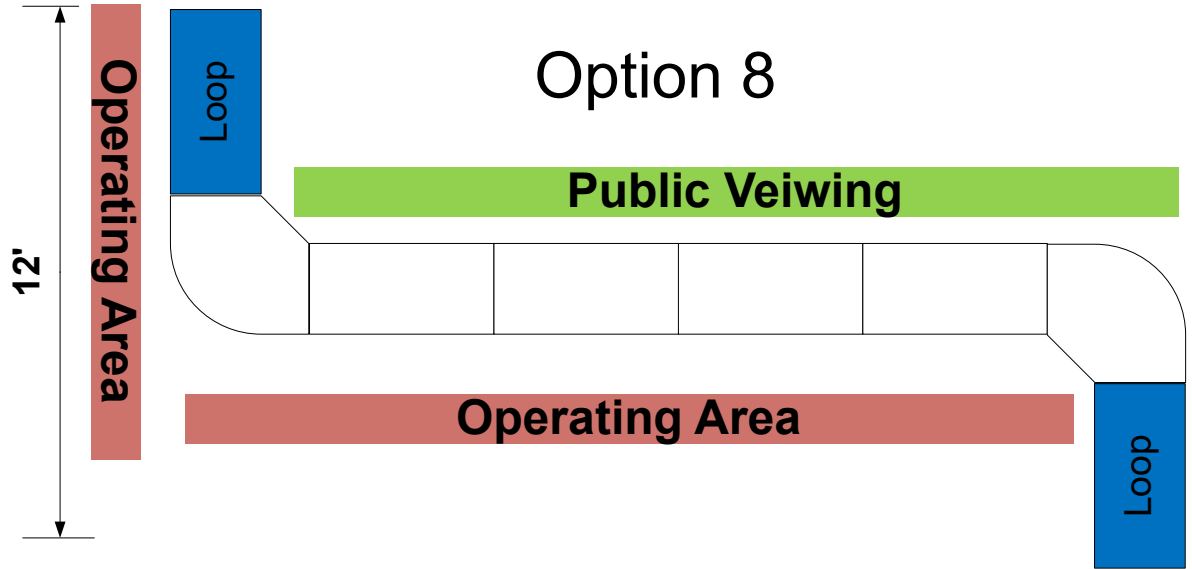 Option 8
Loop
Operating Area
12'
Public Veiwing
Operating Area
Loop